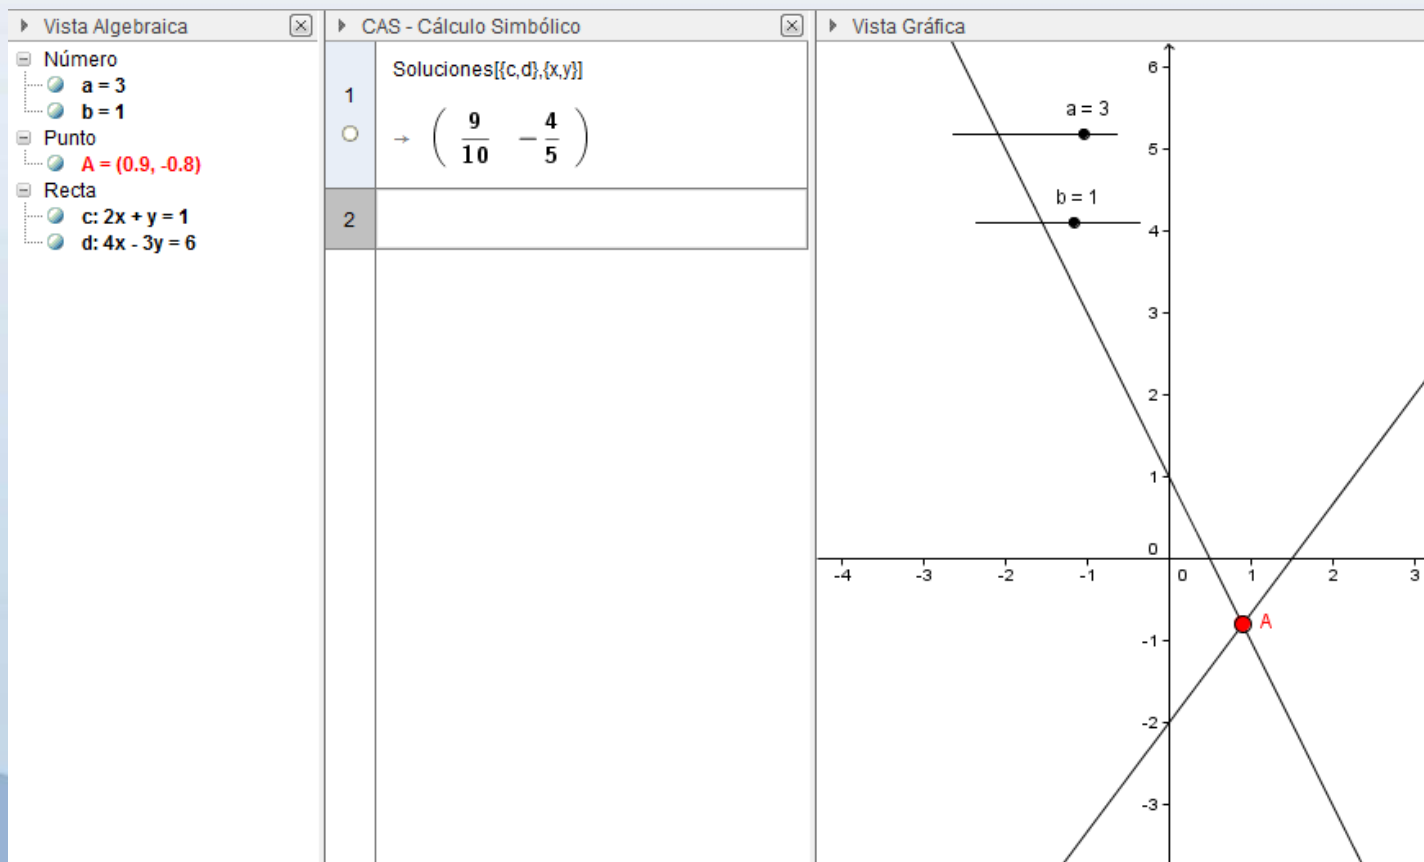 Vista Algebraica
Número
a = 3
b = 1
Punto
A = (0.9, -0.8)
Recta
c: 2x + y = 1
d: 4x - 3y = 6
CAS - Cálculo Simbólico
1
Soluciones[{c,d},{x,y}]
→ ( 9/10 -4/5 )
2
Vista Gráfica
6
a = 3
5
b = 1
4
3
2
1
0
-4 -3 -2 -1 0 1 2 3
A
-1
-2
-3